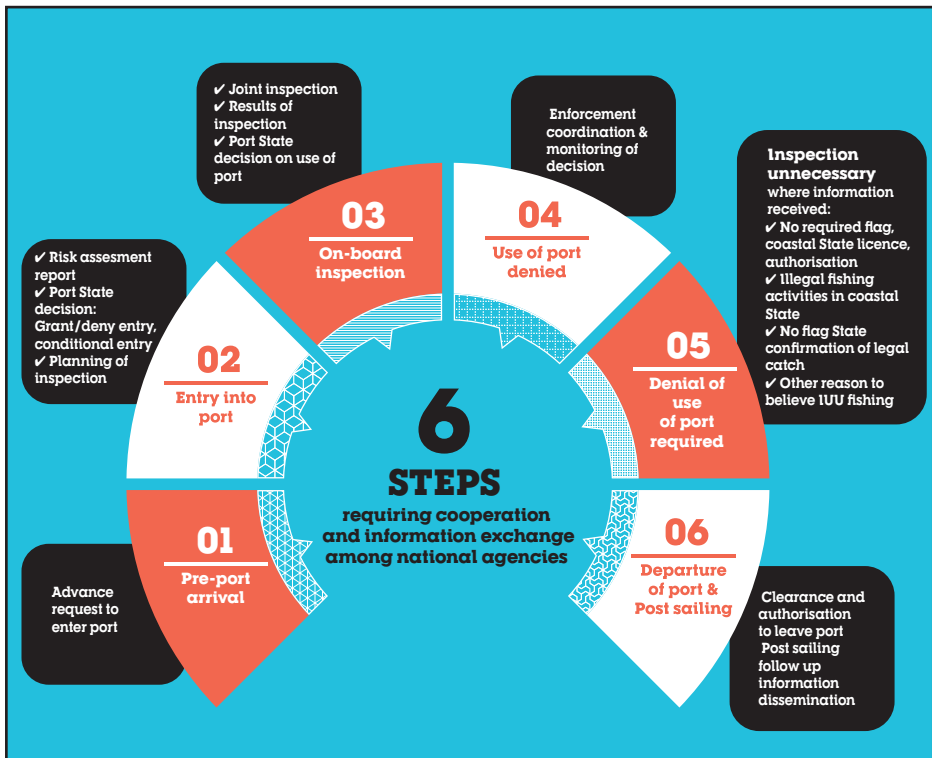 ✔ Joint inspection
✔ Results of
inspection
✔ Port State
decision on use of
port
Enforcement
coordination &
monitoring of
decision
Inspection
unnecessary
where information
received:
✔ No required flag,
coastal State licence,
authorisation
✔ Illegal fishing
activities in coastal
State
✔ No flag State
confirmation of legal
catch
✔ Other reason to
believe IUU fishing
✔ Risk assesment
report
✔ Port State
decision:
Grant/deny entry,
conditional entry
✔ Planning of
inspection
03
On-board
inspection
04
Use of port
denied
02
Entry into
port
05
Denial of
use
of port
required
6
STEPS
requiring cooperation
and information exchange
among national agencies
01
Pre-port
arrival
06
Departure
of port &
Post sailing
Advance
request to
enter port
Clearance and
authorisation
to leave port
Post sailing
follow up
information
dissemination